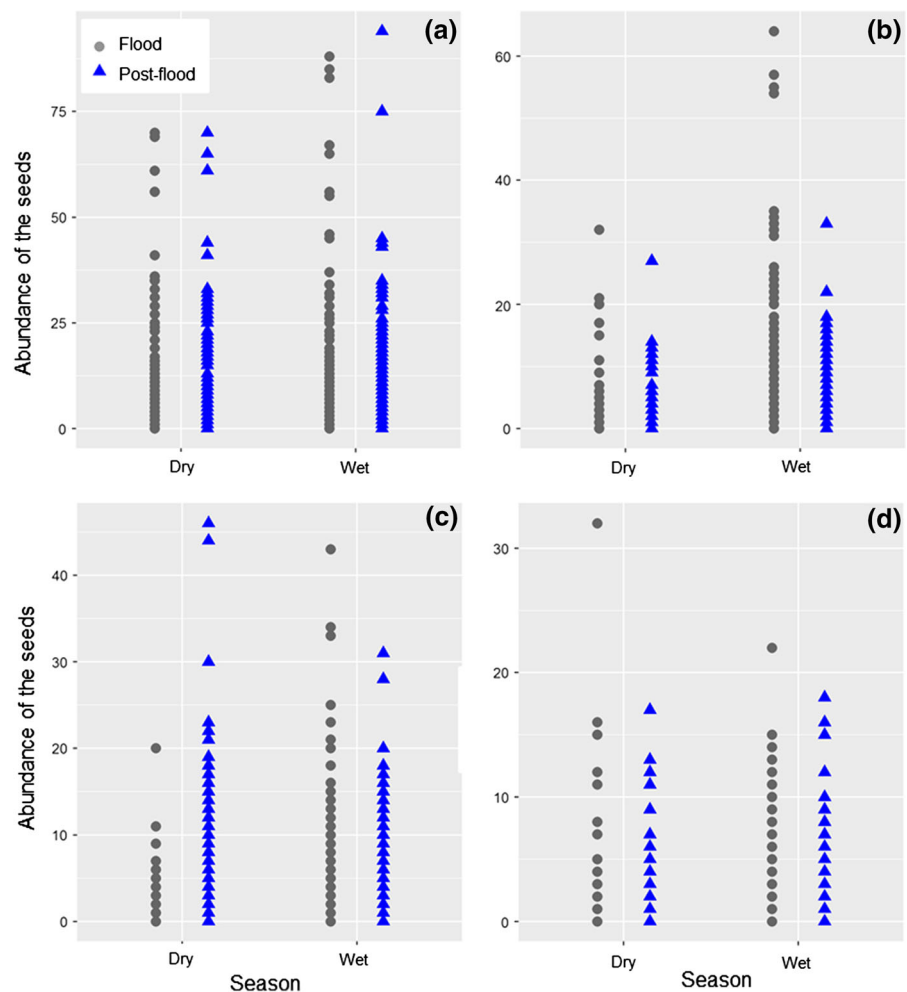 (a)
Flood
Post-flood
Abundance of the seeds
75
50
25
0
Dry
Wet
(b)
60
40
20
0
Dry
Wet
(c)
Abundance of the seeds
40
30
20
10
0
Dry
Wet
Season
(d)
30
20
10
0
Dry
Wet
Season